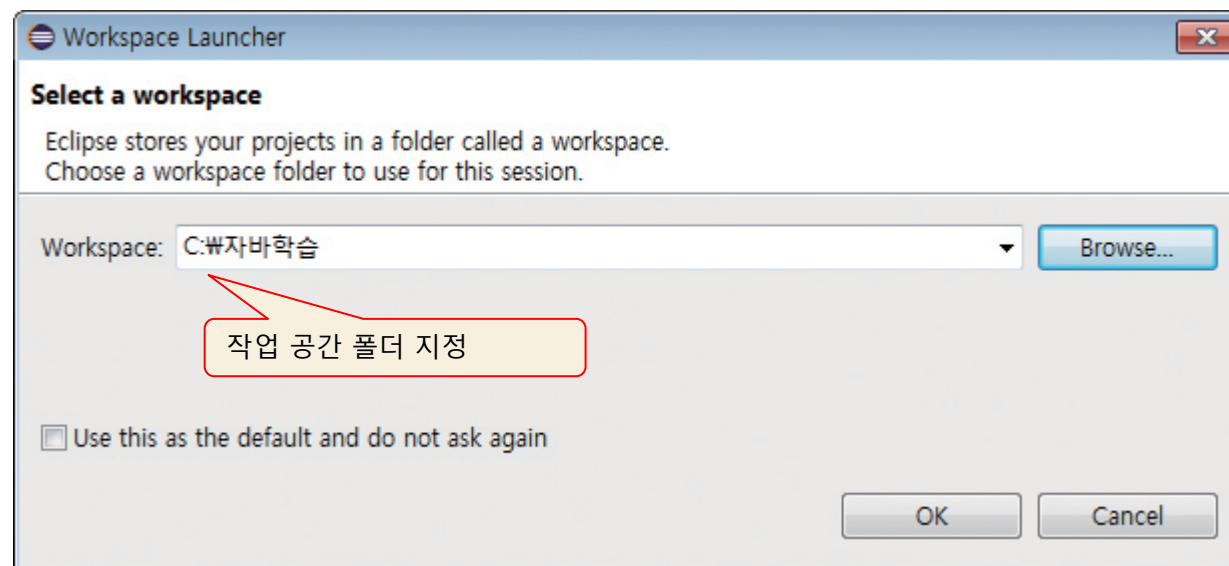 Workspace Launcher
Select a workspace
Eclipse stores your projects in a folder called a workspace.
Choose a workspace folder to use for this session.
Workspace: C:₩자바학습 Browse...
작업 공간 폴더 지정
Use this as the default and do not ask again
OK Cancel